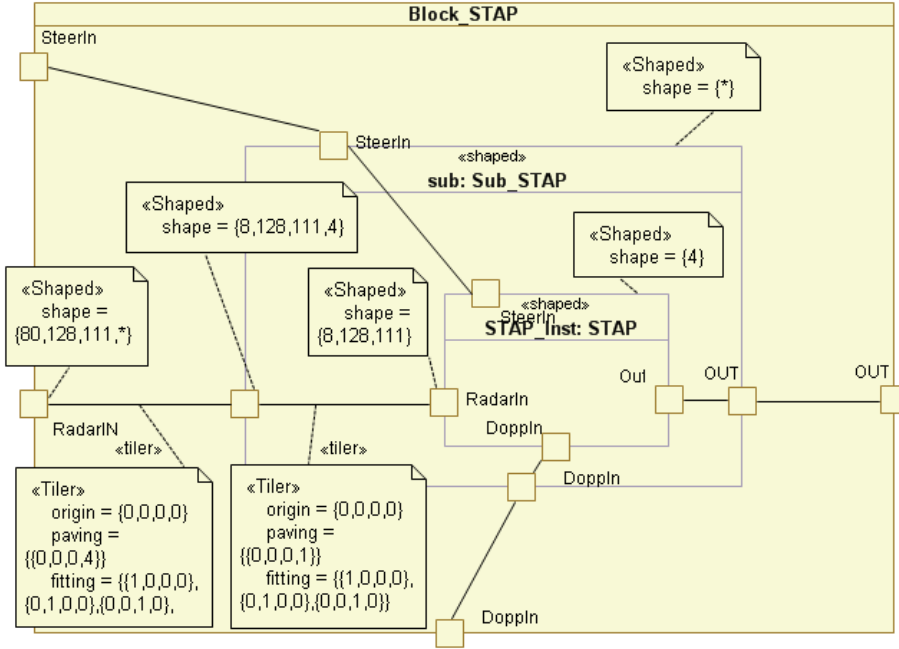 Block_STAP
SteerIn
«Shaped»
shape = {*}
SteerIn
«shaped»
sub: Sub_STAP
«Shaped»
shape = {8,128,111,4}
«Shaped»
shape = {4}
«Shaped»
shape =
{80,128,111,*}
«Shaped»
shape =
{8,128,111}
«shaped»
SteerIn
STAP_Inst: STAP
Out
OUT
OUT
RadarIn
RadarIN
DoppIn
«tiler»
«tiler»
DoppIn
«Tiler»
origin = {0,0,0,0}
paving =
{{0,0,0,4}}
fitting = {{1,0,0,0},
{0,1,0,0},{0,0,1,0},
«Tiler»
origin = {0,0,0,0}
paving =
{{0,0,0,1}}
fitting = {{1,0,0,0},
{0,1,0,0},{0,0,1,0}}
DoppIn